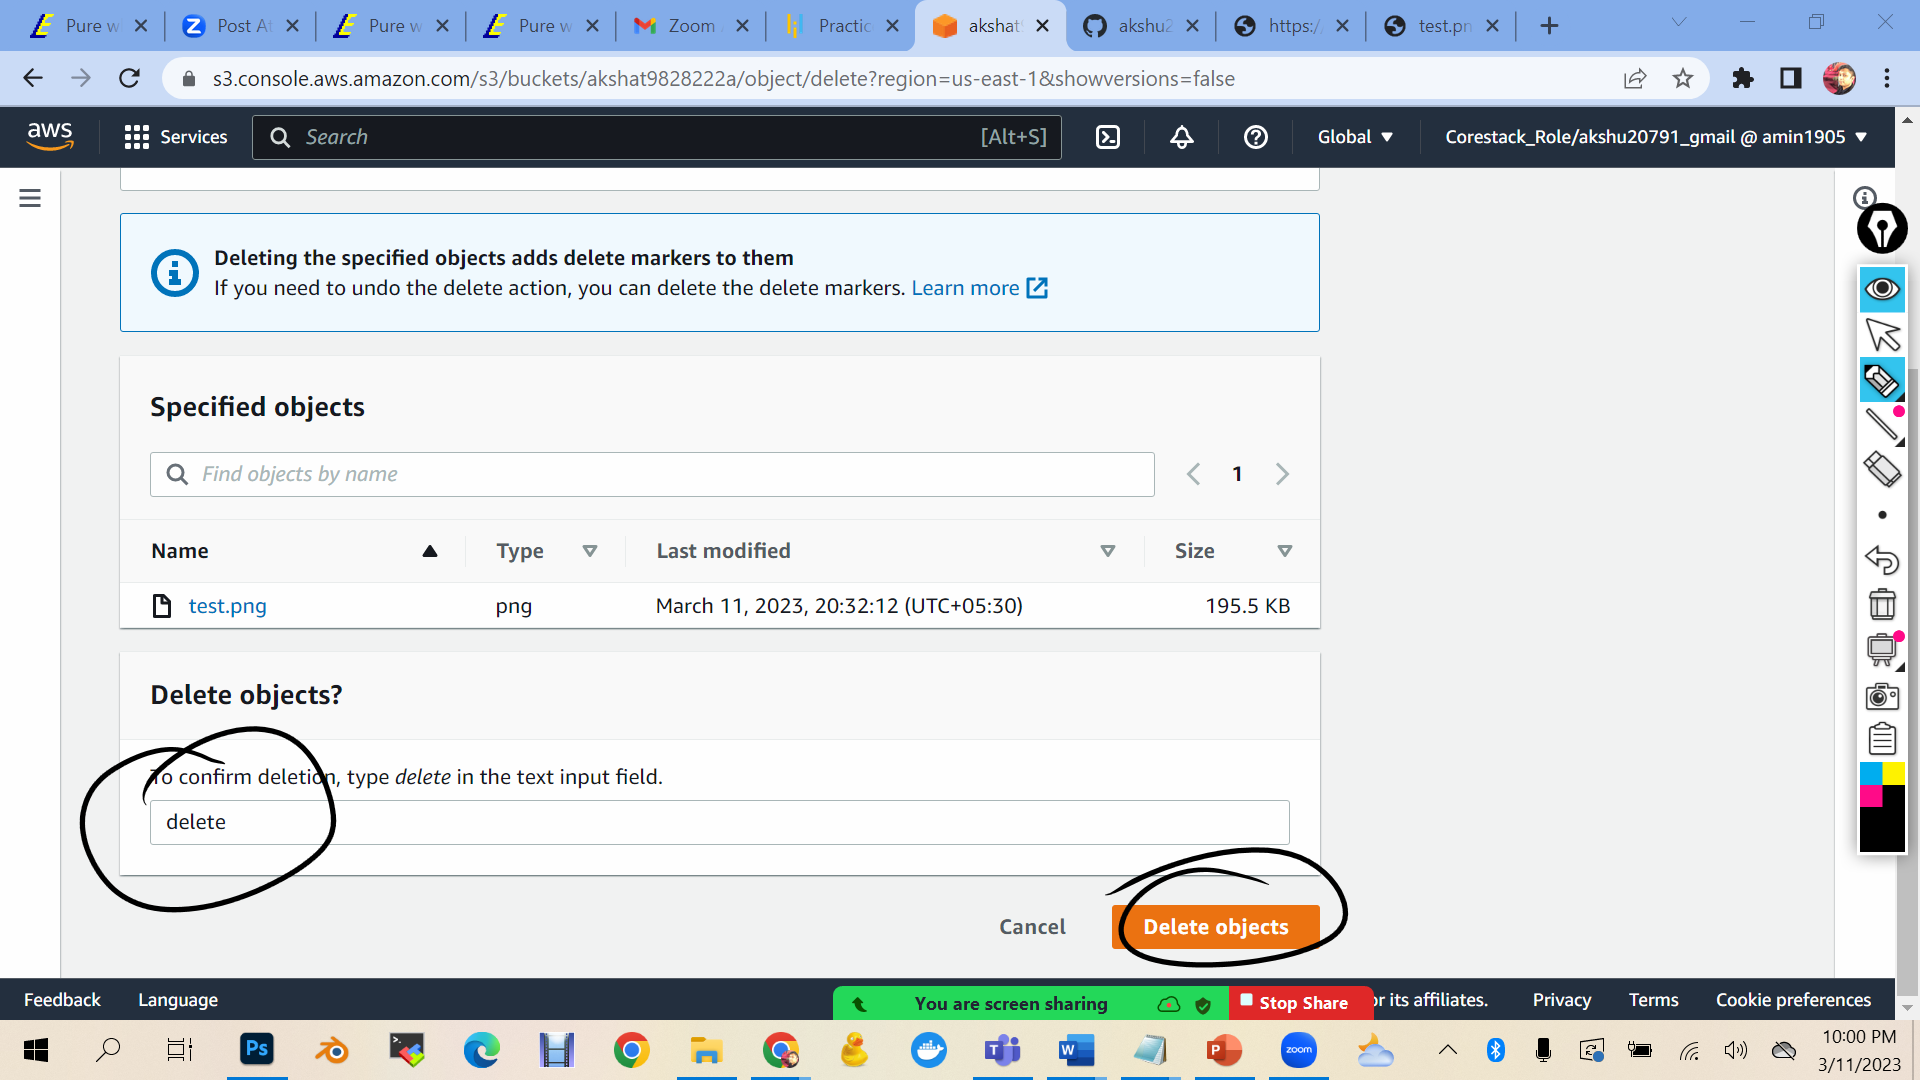 Pure w
Post At
Pure w
Pure w
Zoom
Practic
akshat
akshu2
https:/
test.pn
s3.console.aws.amazon.com/s3/buckets/akshat9828222a/object/delete?region=us-east-1&showversions=false
aws
Services
Search
[Alt+S]
Global
Corestack_Role/akshu20791_gmail @ amin1905
Deleting the specified objects adds delete markers to them
If you need to undo the delete action, you can delete the delete markers. Learn more
Specified objects
Find objects by name
1
Name Type Last modified Size
test.png png March 11, 2023, 20:32:12 (UTC+05:30) 195.5 KB
Delete objects?
To confirm deletion, type delete in the text input field.
delete
Cancel
Delete objects
Feedback
Language
You are screen sharing
Stop Share
or its affiliates.
Privacy
Terms
Cookie preferences
Ps
zoom
10:00 PM
3/11/2023